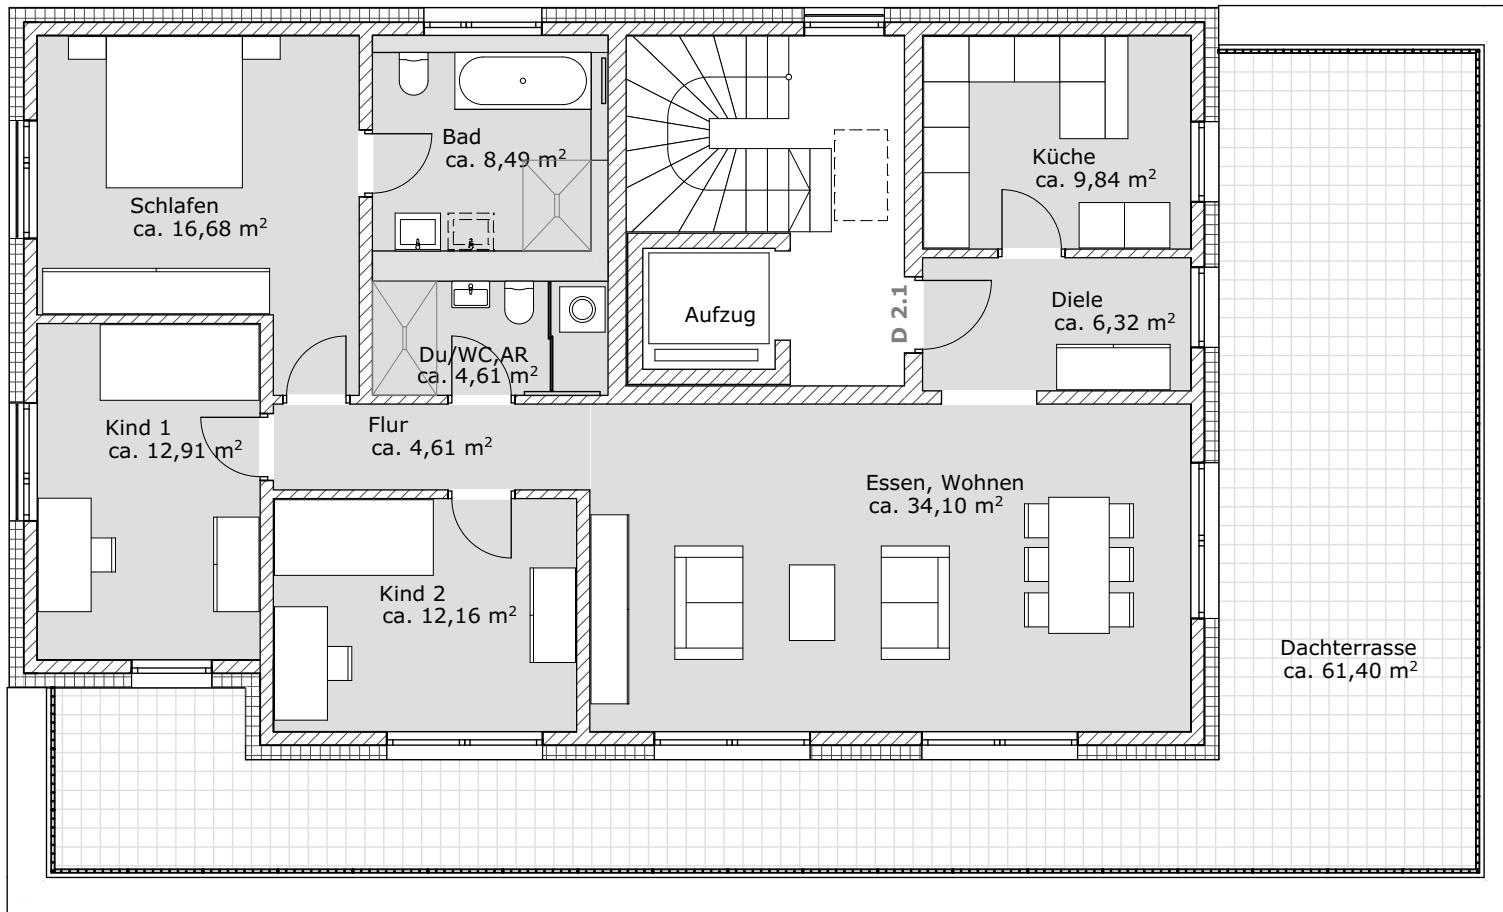 Bad
ca. 8,49 m²
Küche
ca. 9,84 m²
Schlafen
ca. 16,68 m²
Diele
ca. 6,32 m²
Aufzug
D 2.1
Du/WC,AR
ca. 4,61 m²
Kind 1
ca. 12,91 m²
Flur
ca. 4,61 m²
Essen, Wohnen
ca. 34,10 m²
Kind 2
ca. 12,16 m²
Dachterrasse
ca. 61,40 m²